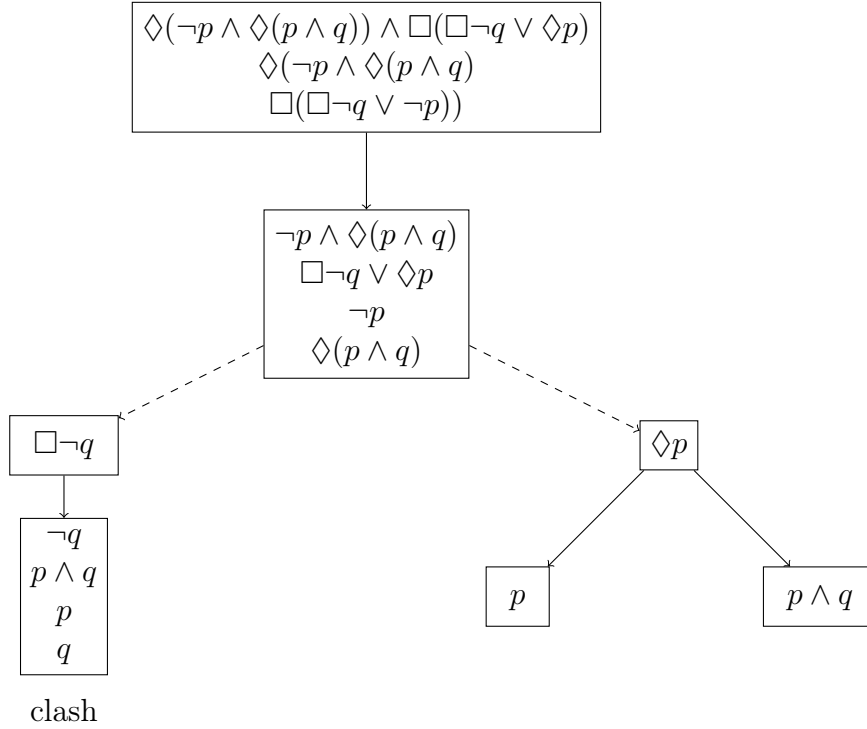 ◊(¬p ∧ ◊(p ∧ q)) ∧ □(□¬q ∨ ◊p)
◊(¬p ∧ ◊(p ∧ q)
□(□¬q ∨ ¬p))
¬p ∧ ◊(p ∧ q)
□¬q ∨ ◊p
¬p
◊(p ∧ q)
□¬q
◊p
¬q
p ∧ q
p
q
clash
p
p ∧ q